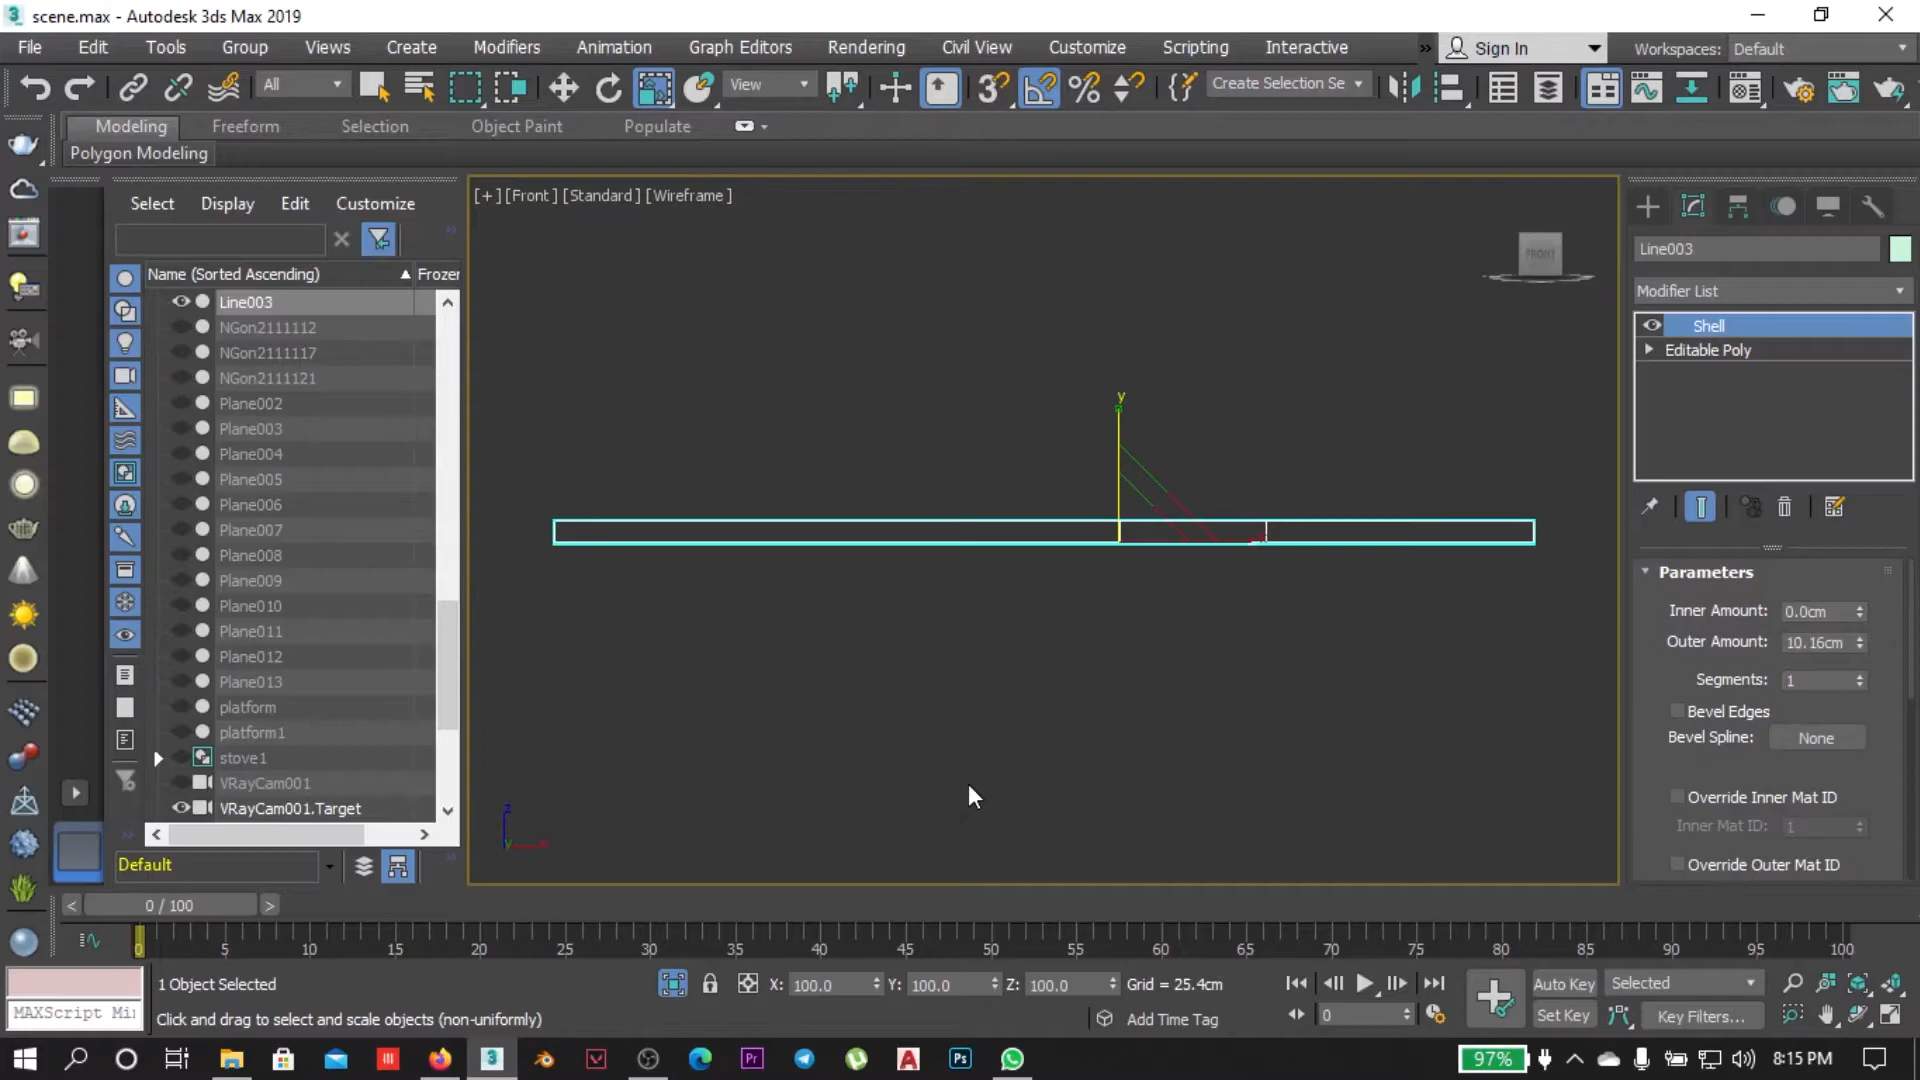 scene.max - Autodesk 3ds Max 2019
File Edit Tools Group Views Create Modifiers Animation Graph Editors Rendering Civil View Customize Scripting Interactive » Sign In Workspaces: Default
All View Create Selection Se
Modeling Freeform Selection Object Paint Populate
Polygon Modeling
Select Display Edit Customize
Name (Sorted Ascending) Frozen
Line003
NGon2111112
NGon2111117
NGon2111121
Plane002
Plane003
Plane004
Plane005
Plane006
Plane007
Plane008
Plane009
Plane010
Plane011
Plane012
Plane013
platform
platform1
stove1
VRayCam001
VRayCam001.Target
Default
[+] [Front] [Standard] [Wireframe]
FRONT
y
z
Line003
Modifier List
Shell
Editable Poly
Parameters
Inner Amount: 0.0cm
Outer Amount: 10.16cm
Segments: 1
Bevel Edges
Bevel Spline: None
Override Inner Mat ID
Inner Mat ID: 1
Override Outer Mat ID
< 0 / 100 >
0 5 10 15 20 25 30 35 40 45 50 55 60 65 70 75 80 85 90 95 100
1 Object Selected X: 100.0 Y: 100.0 Z: 100.0 Grid = 25.4cm Auto Key Selected
MAXScript Mi Click and drag to select and scale objects (non-uniformly) Add Time Tag 0 Set Key Key Filters...
97% 8:15 PM